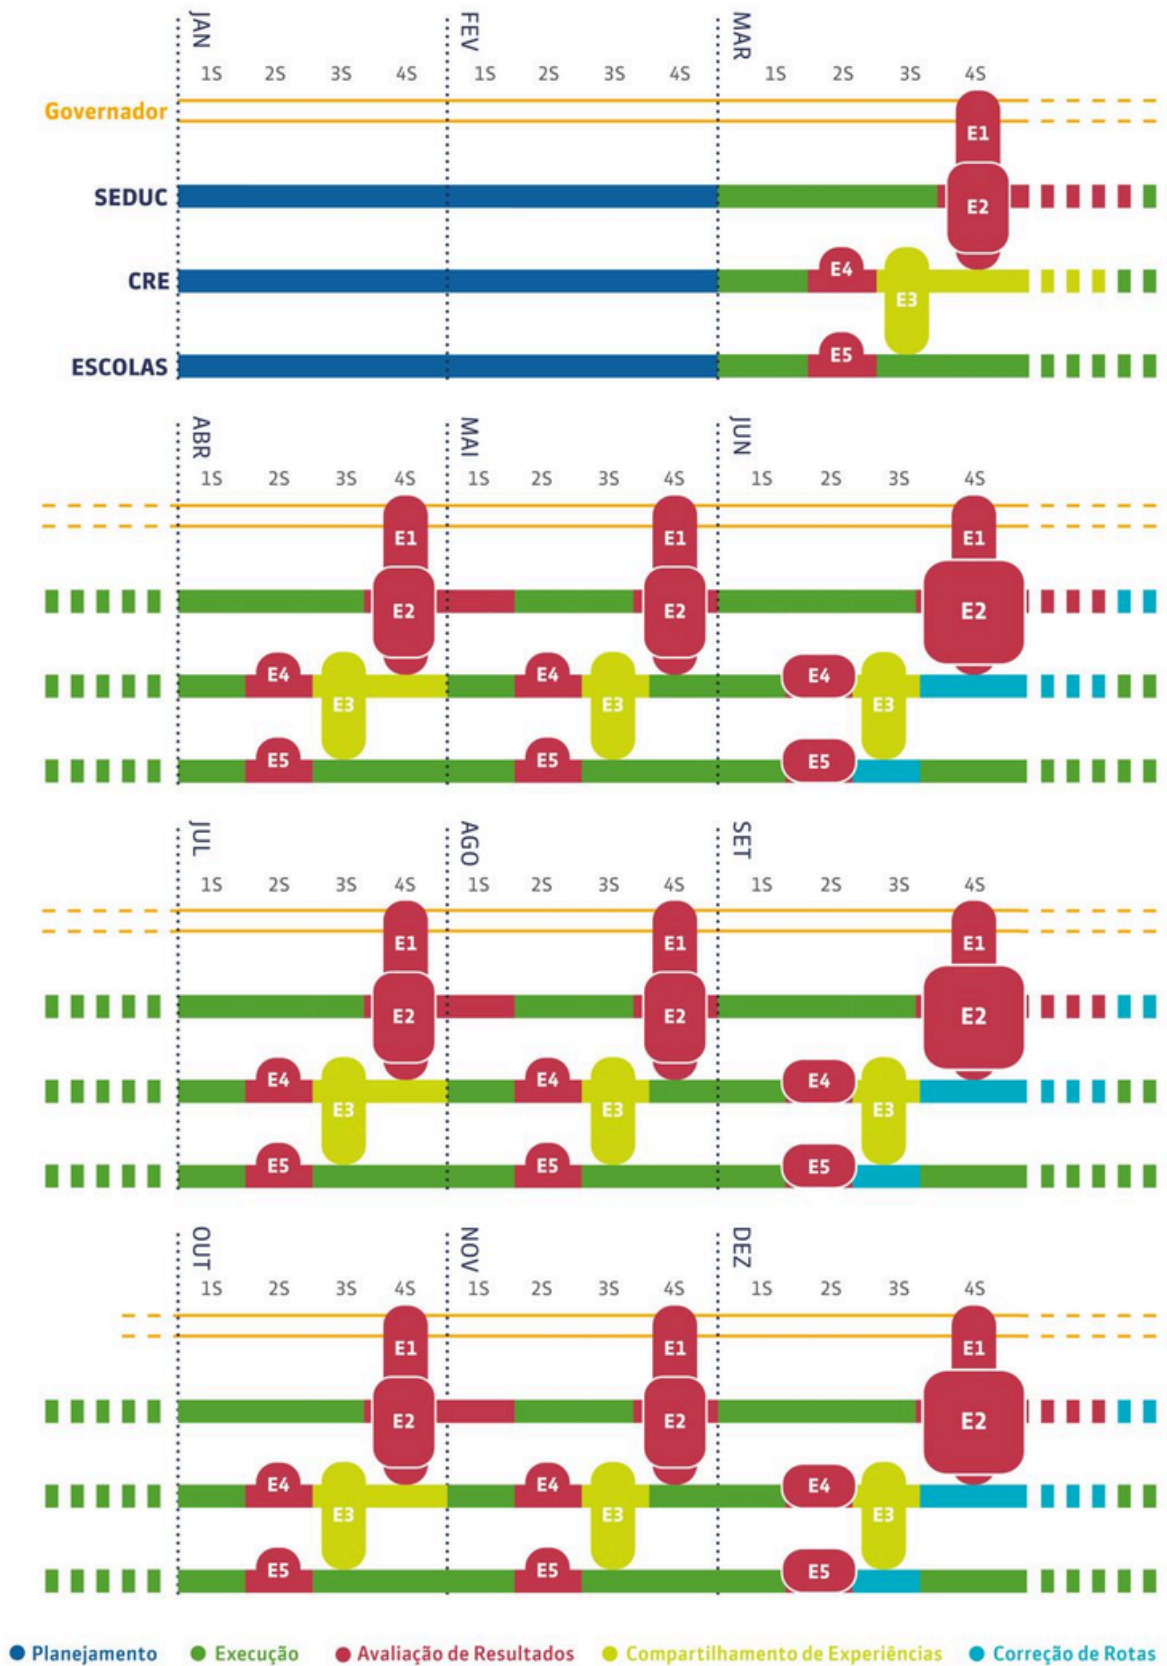 JAN FEV MAR
1S 2S 3S 4S 1S 2S 3S 4S 1S 2S 3S 4S
Governador
E1
SEDUC
E2
CRE
E4
E3
ESCOLAS
E5
ABR MAI JUN
1S 2S 3S 4S 1S 2S 3S 4S 1S 2S 3S 4S
E1 E1 E1
E2 E2 E2
E4 E4 E4
E3 E3 E3
E5 E5 E5
JUL AGO SET
1S 2S 3S 4S 1S 2S 3S 4S 1S 2S 3S 4S
E1 E1 E1
E2 E2 E2
E4 E4 E4
E3 E3 E3
E5 E5 E5
OUT NOV DEZ
1S 2S 3S 4S 1S 2S 3S 4S 1S 2S 3S 4S
E1 E1 E1
E2 E2 E2
E4 E4 E4
E3 E3 E3
E5 E5 E5
Planejamento Execução Avaliação de Resultados Compartilhamento de Experiências Correção de Rotas